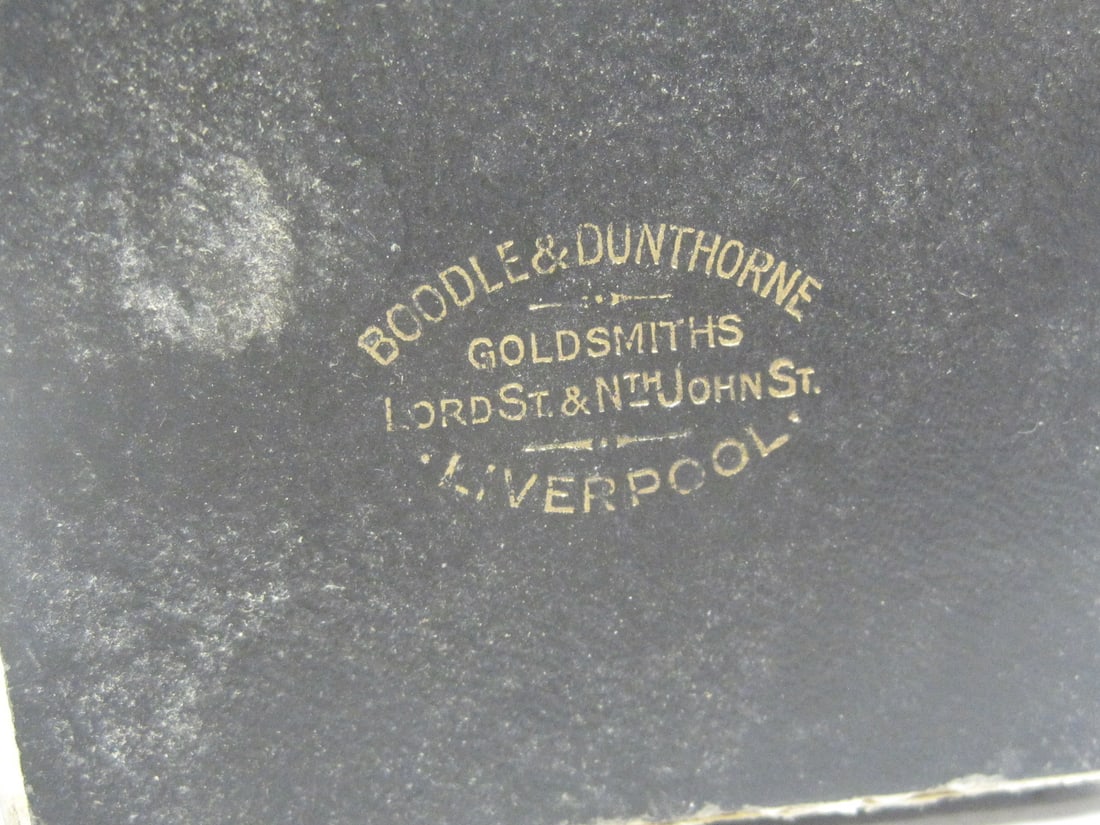 BOODLE & DUNTHORNE
GOLDSMITHS
LORD ST. & NTH JOHN ST.
LIVERPOOL